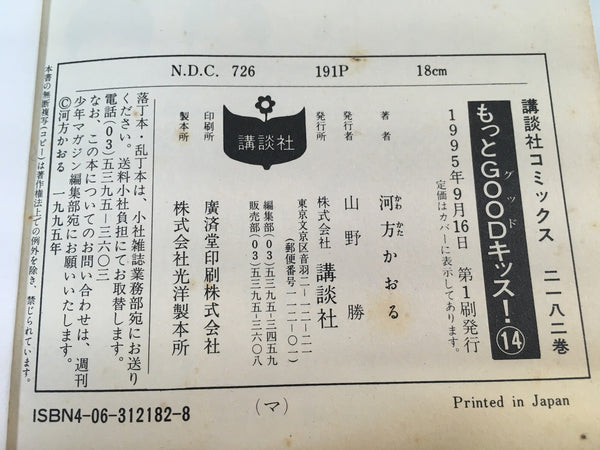 N.D.C. 726 191P 18cm
講談社コミックス 二一八二巻
もっとGOODキッス! ⑭
グッド
1995年9月16日 第1刷発行
定価はカバーに表示してあります。
著者 河方かおる
かわ かた
発行者 山野 勝
発行所 株式会社 講談社
東京文京区音羽二―一二―二一
(郵便番号一一二―〇一)
編集部(03)五三九五―三四五九
販売部(03)五三九五―三六〇八
講談社
印刷所 廣済堂印刷株式会社
製本所 株式会社光洋製本所
落丁本・乱丁本は、小社雑誌業務部宛にお送り
ください。送料小社負担にてお取替します。
電話(03)五三九五―三六〇三
なお、この本についてのお問い合わせは、週刊
少年マガジン編集部宛にお願いいたします。
©河方かおる 一九九五年
本書の無断複写(コピー)は著作権法上での例外を除き、禁じられています。
ISBN4-06-312182-8 (マ) Printed in Japan